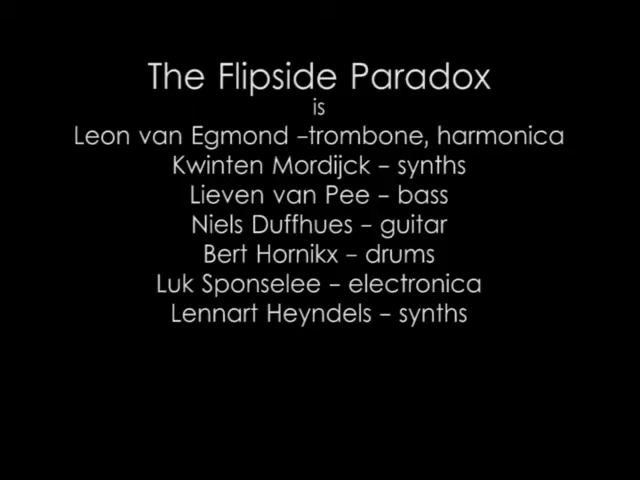 The Flipside Paradox
is
Leon van Egmond -trombone, harmonica
Kwinten Mordijck - synths
Lieven van Pee - bass
Niels Duffhues - guitar
Bert Hornikx - drums
Luk Sponselee - electronica
Lennart Heyndels - synths